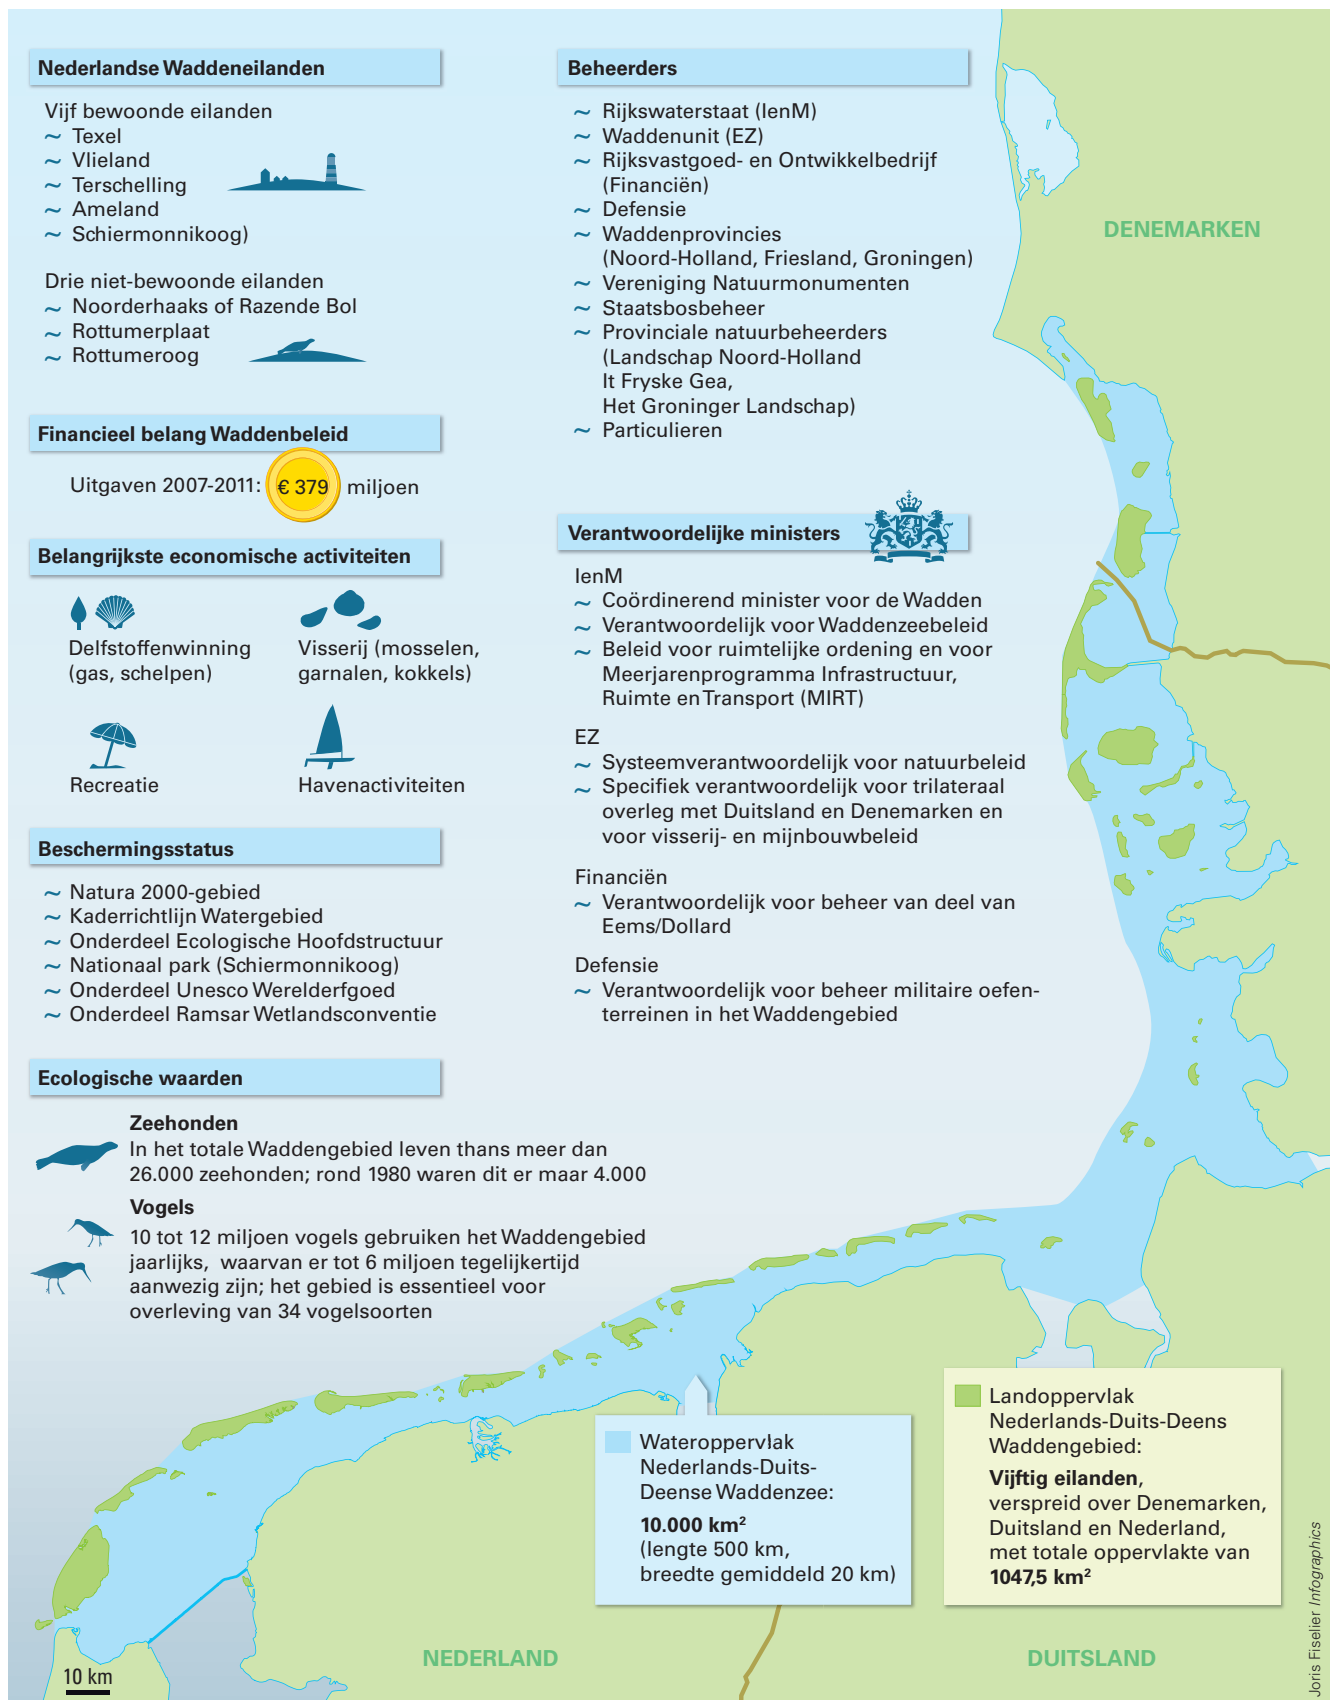 Nederlandse Waddeneilanden
Vijf bewoonde eilanden
~ Texel
~ Vlieland
~ Terschelling
~ Ameland
~ Schiermonnikoog)
Drie niet-bewoonde eilanden
~ Noorderhaaks of Razende Bol
~ Rottumerplaat
~ Rottumeroog
Financieel belang Waddenbeleid
Uitgaven 2007-2011: € 379 miljoen
Belangrijkste economische activiteiten
Delfstoffenwinning
(gas, schelpen)
Visserij (mosselen,
garnalen, kokkels)
Recreatie
Havenactiviteiten
Beschermingsstatus
~ Natura 2000-gebied
~ Kaderrichtlijn Watergebied
~ Onderdeel Ecologische Hoofdstructuur
~ Nationaal park (Schiermonnikoog)
~ Onderdeel Unesco Werelderfgoed
~ Onderdeel Ramsar Wetlandsconventie
Ecologische waarden
Zeehonden
In het totale Waddengebied leven thans meer dan
26.000 zeehonden; rond 1980 waren dit er maar 4.000
Vogels
10 tot 12 miljoen vogels gebruiken het Waddengebied
jaarlijks, waarvan er tot 6 miljoen tegelijkertijd
aanwezig zijn; het gebied is essentieel voor
overleving van 34 vogelsoorten
Beheerders
~ Rijkswaterstaat (IenM)
~ Waddenunit (EZ)
~ Rijksvastgoed- en Ontwikkelbedrijf
(Financiën)
~ Defensie
~ Waddenprovincies
(Noord-Holland, Friesland, Groningen)
~ Vereniging Natuurmonumenten
~ Staatsbosbeheer
~ Provinciale natuurbeheerders
(Landschap Noord-Holland
It Fryske Gea,
Het Groninger Landschap)
~ Particulieren
Verantwoordelijke ministers
IenM
~ Coördinerend minister voor de Wadden
~ Verantwoordelijk voor Waddenzeebeleid
~ Beleid voor ruimtelijke ordening en voor
Meerjarenprogramma Infrastructuur,
Ruimte en Transport (MIRT)
EZ
~ Systeemverantwoordelijk voor natuurbeleid
~ Specifiek verantwoordelijk voor trilateraal
overleg met Duitsland en Denemarken en
voor visserij- en mijnbouwbeleid
Financiën
~ Verantwoordelijk voor beheer van deel van
Eems/Dollard
Defensie
~ Verantwoordelijk voor beheer militaire oefen-
terreinen in het Waddengebied
DENEMARKEN
Wateroppervlak
Nederlands-Duits-
Deense Waddenzee:
10.000 km²
(lengte 500 km,
breedte gemiddeld 20 km)
Landoppervlak
Nederlands-Duits-Deens
Waddengebied:
Vijftig eilanden,
verspreid over Denemarken,
Duitsland en Nederland,
met totale oppervlakte van
1047,5 km²
NEDERLAND
DUITSLAND
10 km
Joris Fiselier Infographics